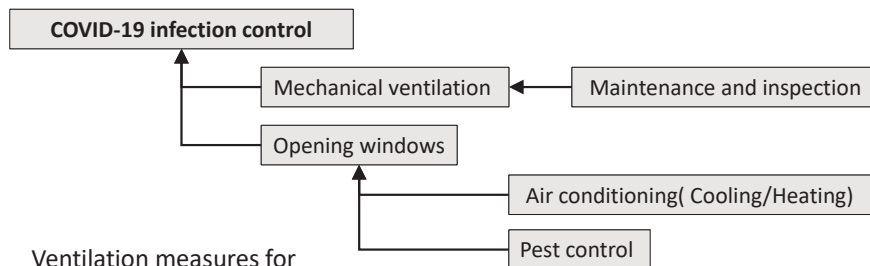 COVID-19 infection control
Mechanical ventilation
Maintenance and inspection
Opening windows
Air conditioning( Cooling/Heating)
Pest control
Ventilation measures for